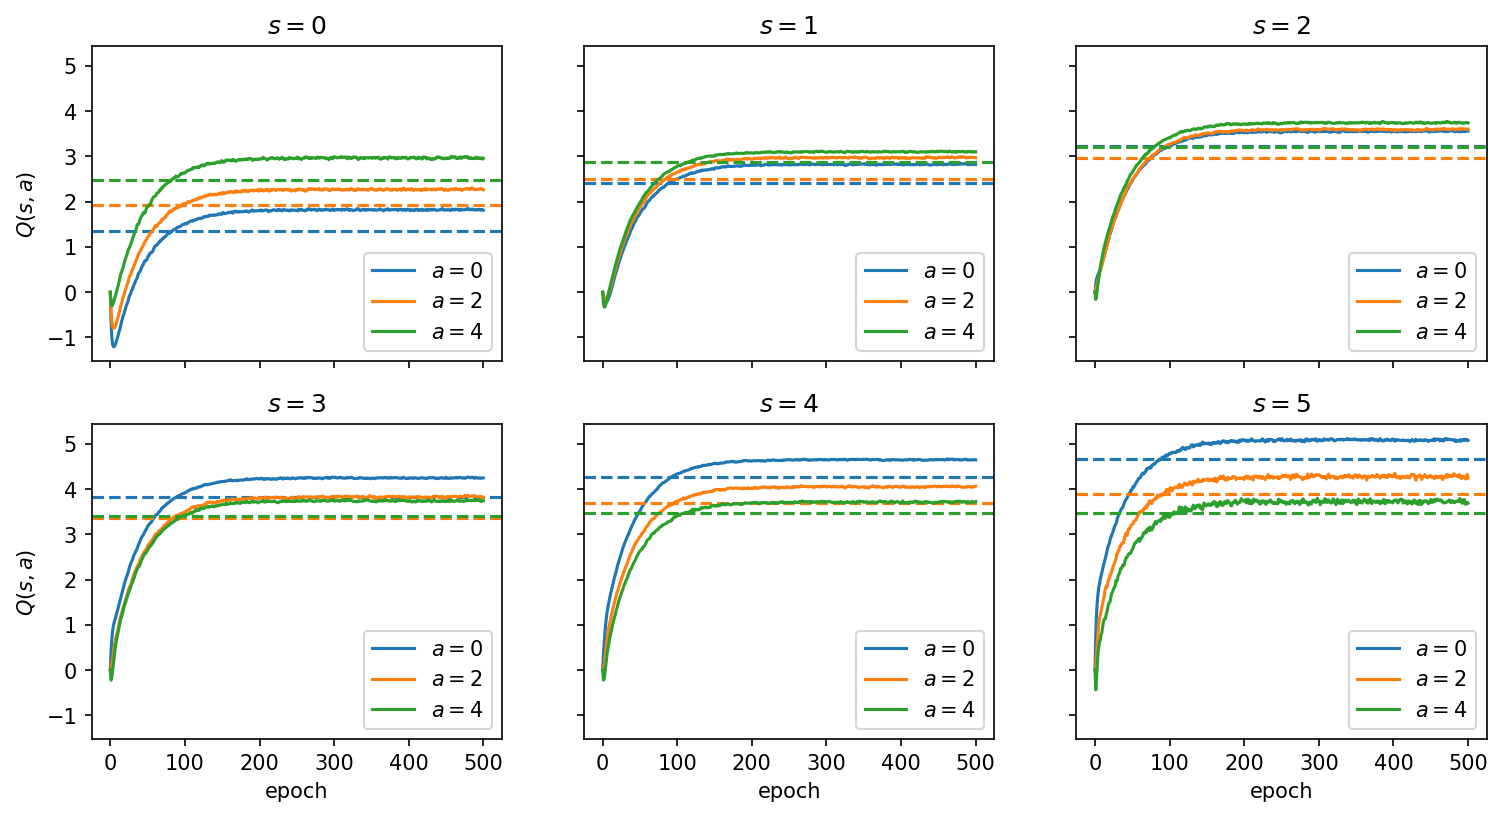 s = 0
s = 1
s = 2
Q(s, a)
5
4
3
2
1
0
−1
a = 0
a = 2
a = 4
a = 0
a = 2
a = 4
a = 0
a = 2
a = 4
s = 3
s = 4
s = 5
Q(s, a)
5
4
3
2
1
0
−1
a = 0
a = 2
a = 4
a = 0
a = 2
a = 4
a = 0
a = 2
a = 4
0 100 200 300 400 500
0 100 200 300 400 500
0 100 200 300 400 500
epoch
epoch
epoch